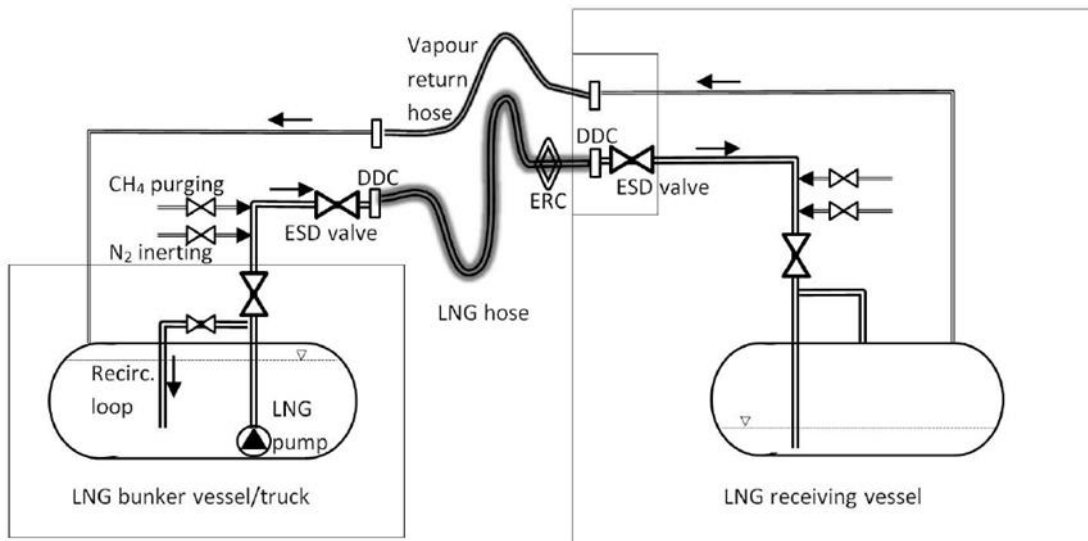 Vapour
return
hose
CH₄ purging
DDC
N₂ inerting
ESD valve
ERC
DDC
ESD valve
LNG hose
Recirc.
loop
LNG
pump
LNG bunker vessel/truck
LNG receiving vessel